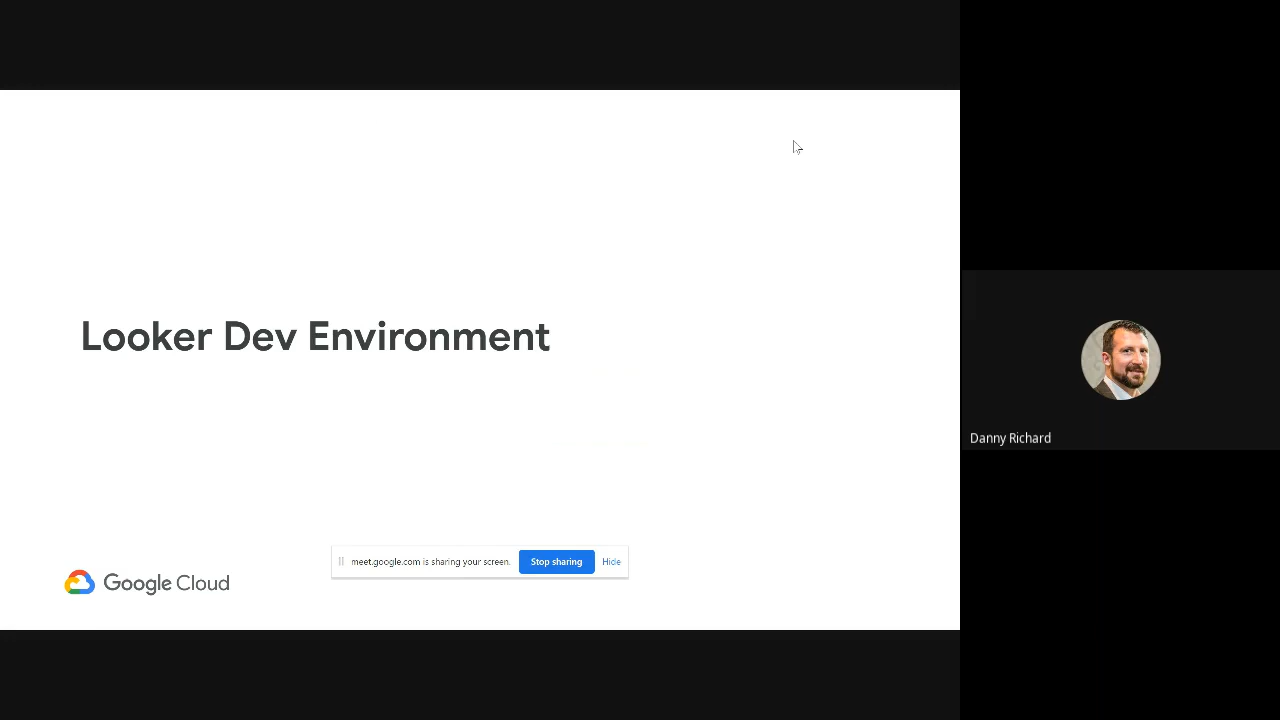 Looker Dev Environment
Danny Richard
meet.google.com is sharing your screen. Stop sharing Hide
Google Cloud